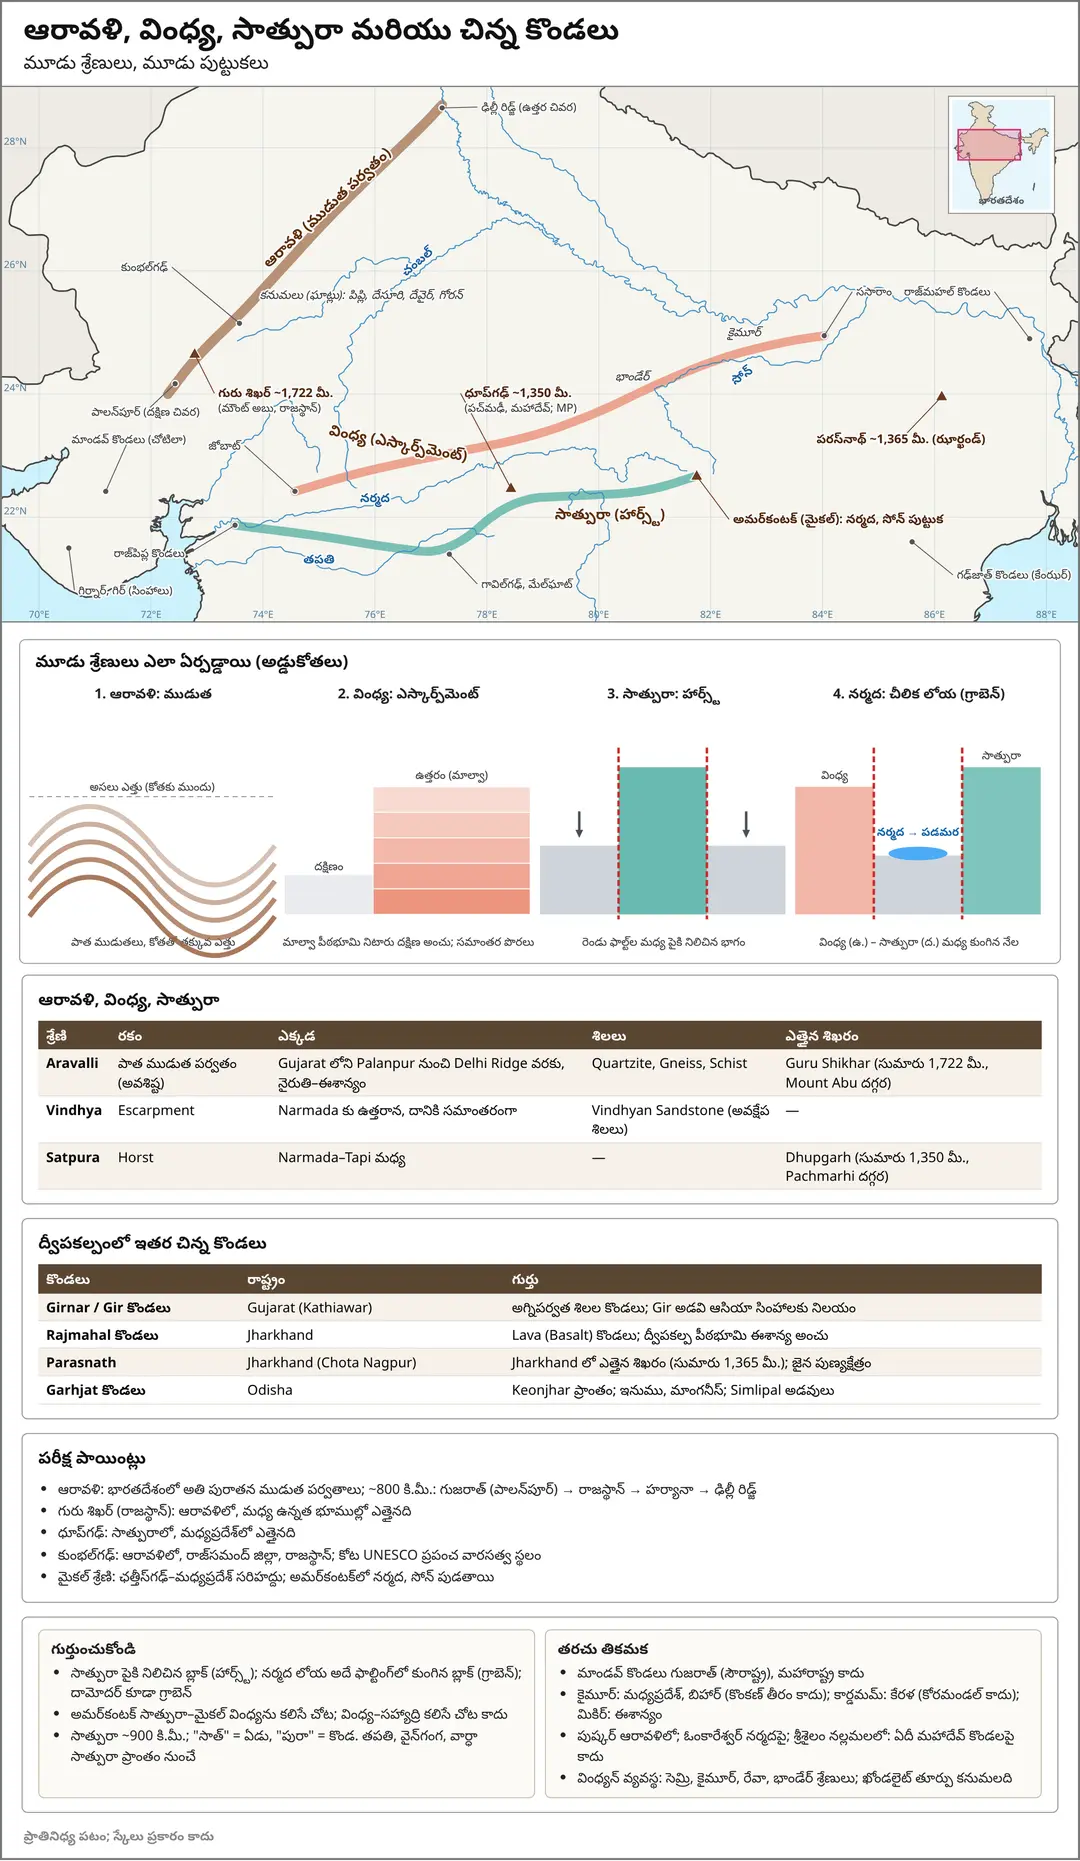 ఆరావళి, వింధ్య, సాత్పురా మరియు చిన్న కొండలు
మూడు శ్రేణులు, మూడు పుట్టుకలు
ఢిల్లీ రిడ్జ్ (ఉత్తర చివర)
భారతదేశం
28°N
26°N
24°N
22°N
ఆరావళి (ముడుత పర్వతం)
చంబల్
కుంభల్‌గఢ్
కనుమలు (ఘాట్లు): పిప్లి, దేసూరి, దేవైర్, గోరన్
ససారాం
రాజ్‌మహల్ కొండలు
కైమూర్
భాండేర్
సోన్
గురు శిఖర్ ~1,722 మీ.
(మౌంట్ అబు, రాజస్థాన్)
ధూప్‌గఢ్ ~1,350 మీ.
(పచ్‌మఢీ, మహాదేవ్; MP)
పాలన్‌పూర్ (దక్షిణ చివర)
మాండవ్ కొండలు (చోటిలా)
జోబాట్
వింధ్య (ఎస్కార్ప్‌మెంట్)
పరస్‌నాథ్ ~1,365 మీ. (ఝార్ఖండ్)
నర్మద
సాత్పురా (హార్స్ట్)
అమర్‌కంటక్ (మైకల్): నర్మద, సోన్ పుట్టుక
రాజ్‌పిప్ల కొండలు
తపతి
గావిల్‌గఢ్, మేల్‌ఘాట్
గఢ్‌జాత్ కొండలు (కేంఝర్)
గిర్నార్-గిర్ (సింహాలు)
70°E 72°E 74°E 76°E 78°E 80°E 82°E 84°E 86°E 88°E
మూడు శ్రేణులు ఎలా ఏర్పడ్డాయి (అడ్డుకోతలు)
1. ఆరావళి: ముడుత
2. వింధ్య: ఎస్కార్ప్‌మెంట్
3. సాత్పురా: హార్స్ట్
4. నర్మద: చీలిక లోయ (గ్రాబెన్)
అసలు ఎత్తు (కోతకు ముందు)
పాత ముడుతలు, కోతతో తక్కువ ఎత్తు
ఉత్తరం (మాల్వా)
దక్షిణం
మాల్వా పీఠభూమి నిటారు దక్షిణ అంచు; సమాంతర పొరలు
రెండు ఫాల్ట్‌ల మధ్య పైకి నిలిచిన భాగం
సాత్పురా
వింధ్య
నర్మద → పడమర
వింధ్య (ఉ.) – సాత్పురా (ద.) మధ్య కుంగిన నేల
ఆరావళి, వింధ్య, సాత్పురా
శ్రేణి రకం ఎక్కడ శిలలు ఎత్తైన శిఖరం
Aravalli పాత ముడుత పర్వతం Gujarat లోని Palanpur నుంచి Delhi Ridge వరకు, Quartzite, Gneiss, Schist Guru Shikhar (సుమారు 1,722 మీ.,
(అవశిష్ట) నైరుతి–ఈశాన్యం Mount Abu దగ్గర)
Vindhya Escarpment Narmada కు ఉత్తరాన, దానికి సమాంతరంగా Vindhyan Sandstone (అవక్షేప —
శిలలు)
Satpura Horst Narmada–Tapi మధ్య — Dhupgarh (సుమారు 1,350 మీ.,
Pachmarhi దగ్గర)
ద్వీపకల్పంలో ఇతర చిన్న కొండలు
కొండలు రాష్ట్రం గుర్తు
Girnar / Gir కొండలు Gujarat (Kathiawar) అగ్నిపర్వత శిలల కొండలు; Gir అడవి ఆసియా సింహాలకు నిలయం
Rajmahal కొండలు Jharkhand Lava (Basalt) కొండలు; ద్వీపకల్ప పీఠభూమి ఈశాన్య అంచు
Parasnath Jharkhand (Chota Nagpur) Jharkhand లో ఎత్తైన శిఖరం (సుమారు 1,365 మీ.); జైన పుణ్యక్షేత్రం
Garhjat కొండలు Odisha Keonjhar ప్రాంతం; ఇనుము, మాంగనీస్; Simlipal అడవులు
పరీక్ష పాయింట్లు
• ఆరావళి: భారతదేశంలో అతి పురాతన ముడుత పర్వతాలు; ~800 కి.మీ.: గుజరాత్ (పాలన్‌పూర్) → రాజస్థాన్ → హర్యానా → ఢిల్లీ రిడ్జ్
• గురు శిఖర్ (రాజస్థాన్): ఆరావళిలో, మధ్య ఉన్నత భూముల్లో ఎత్తైనది
• ధూప్‌గఢ్: సాత్పురాలో, మధ్యప్రదేశ్‌లో ఎత్తైనది
• కుంభల్‌గఢ్: ఆరావళిలో, రాజ్‌సమంద్ జిల్లా, రాజస్థాన్; కోట UNESCO ప్రపంచ వారసత్వ స్థలం
• మైకల్ శ్రేణి: ఛత్తీస్‌గఢ్–మధ్యప్రదేశ్ సరిహద్దు; అమర్‌కంటక్‌లో నర్మద, సోన్ పుడతాయి
గుర్తుంచుకోండి
• సాత్పురా పైకి నిలిచిన బ్లాక్ (హార్స్ట్); నర్మద లోయ అదే ఫాల్టింగ్‌లో కుంగిన బ్లాక్ (గ్రాబెన్);
దామోదర్ కూడా గ్రాబెన్
• అమర్‌కంటక్ సాత్పురా–మైకల్ వింధ్యను కలిసే చోట; వింధ్య–సహ్యాద్రి కలిసే చోట కాదు
• సాత్పురా ~900 కి.మీ.; "సాత్" = ఏడు, "పురా" = కొండ. తపతి, వైన్‌గంగ, వార్ధా
సాత్పురా ప్రాంతం నుంచే
తరచు తికమక
• మాండవ్ కొండలు గుజరాత్ (సౌరాష్ట్ర), మహారాష్ట్ర కాదు
• కైమూర్: మధ్యప్రదేశ్, బిహార్ (కొంకణ్ తీరం కాదు); కార్డమమ్: కేరళ (కోరమండల్ కాదు);
మికిర్: ఈశాన్యం
• పుష్కర్ ఆరావళిలో; ఓంకారేశ్వర్ నర్మదపై; శ్రీశైలం నల్లమలలో: ఏదీ మహాదేవ్ కొండలపై
కాదు
• వింధ్యన్ వ్యవస్థ: సెమ్రి, కైమూర్, రేవా, భాండేర్ శ్రేణులు; ఖోండలైట్ తూర్పు కనుమలది
ప్రాతినిధ్య పటం; స్కేలు ప్రకారం కాదు